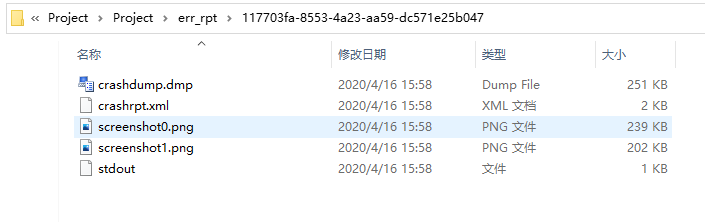 « Project › Project › err_rpt › 117703fa-8553-4a23-aa59-dc571e25b047
名称 修改日期 类型 大小
crashdump.dmp 2020/4/16 15:58 Dump File 251 KB
crashrpt.xml 2020/4/16 15:58 XML 文档 2 KB
screenshot0.png 2020/4/16 15:58 PNG 文件 239 KB
screenshot1.png 2020/4/16 15:58 PNG 文件 202 KB
stdout 2020/4/16 15:58 文件 1 KB